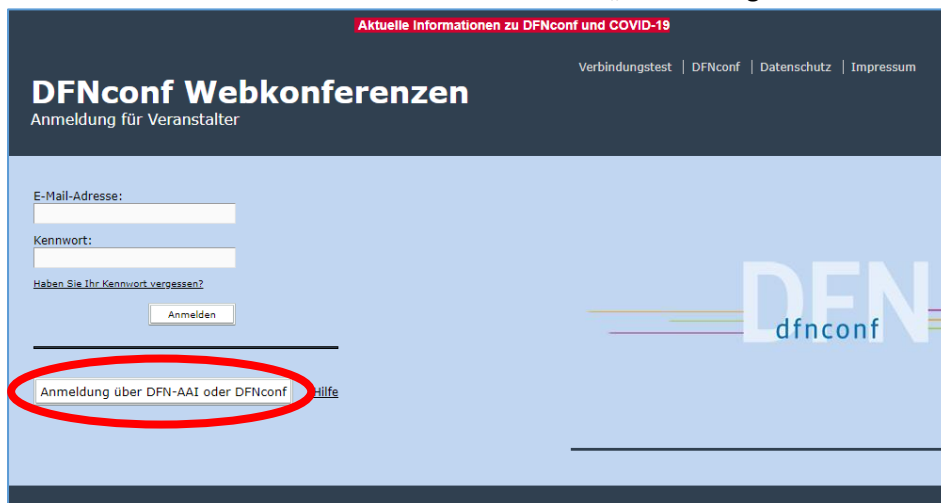 Aktuelle Informationen zu DFNconf und COVID-19
Verbindungstest | DFNconf | Datenschutz | Impressum
DFNconf Webkonferenzen
Anmeldung für Veranstalter
E-Mail-Adresse:
Kennwort:
Haben Sie Ihr Kennwort vergessen?
Anmelden
DFN
dfnconf
Anmeldung über DFN-AAI oder DFNconf Hilfe